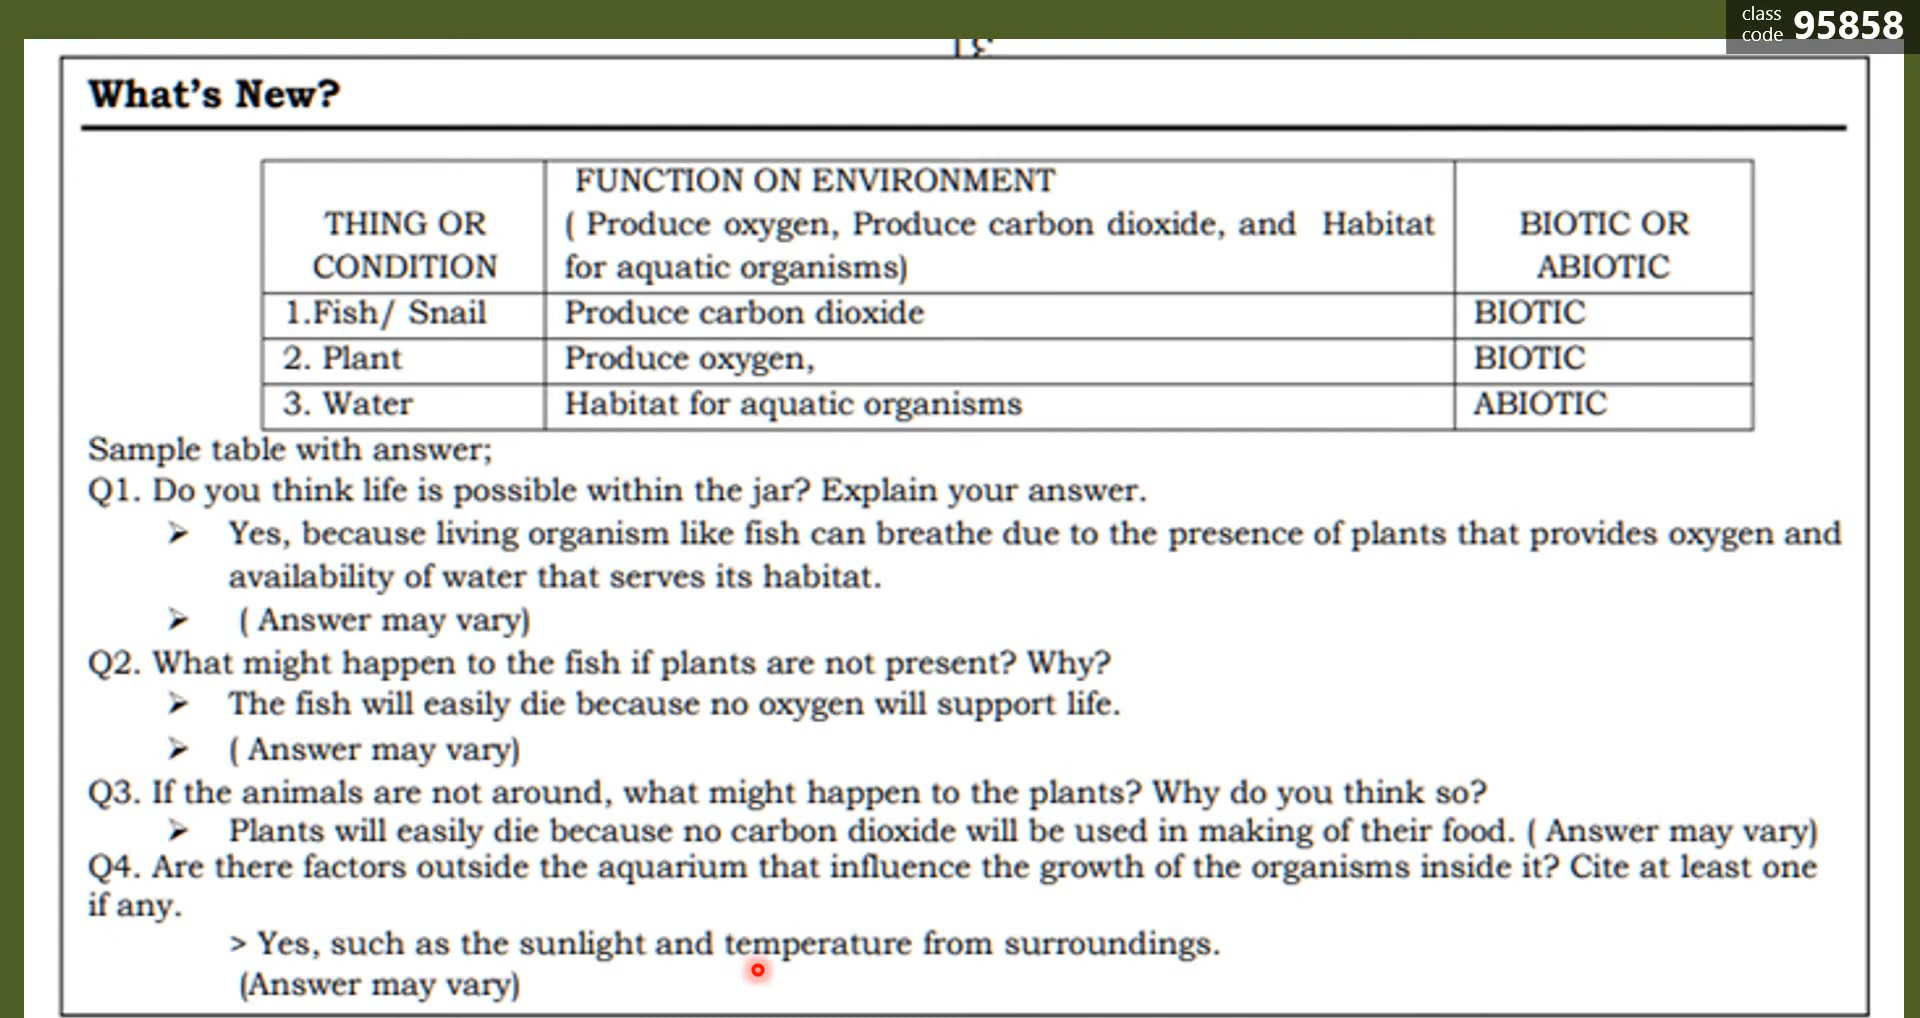 class
code 95858
What's New?
THING OR
CONDITION
FUNCTION ON ENVIRONMENT
( Produce oxygen, Produce carbon dioxide, and Habitat
for aquatic organisms)
BIOTIC OR
ABIOTIC
1.Fish/ Snail
Produce carbon dioxide
BIOTIC
2. Plant
Produce oxygen,
BIOTIC
3. Water
Habitat for aquatic organisms
ABIOTIC
Sample table with answer;
Q1. Do you think life is possible within the jar? Explain your answer.
➢ Yes, because living organism like fish can breathe due to the presence of plants that provides oxygen and
availability of water that serves its habitat.
➢ ( Answer may vary)
Q2. What might happen to the fish if plants are not present? Why?
➢ The fish will easily die because no oxygen will support life.
➢ ( Answer may vary)
Q3. If the animals are not around, what might happen to the plants? Why do you think so?
➢ Plants will easily die because no carbon dioxide will be used in making of their food. ( Answer may vary)
Q4. Are there factors outside the aquarium that influence the growth of the organisms inside it? Cite at least one
if any.
> Yes, such as the sunlight and temperature from surroundings.
(Answer may vary)